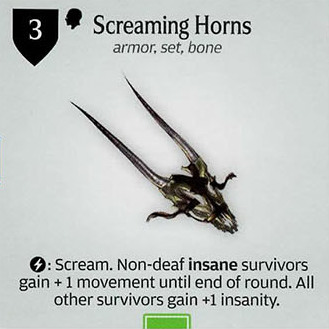 3
Screaming Horns
armor, set, bone
: Scream. Non-deaf insane survivors
gain + 1 movement until end of round. All
other survivors gain +1 insanity.